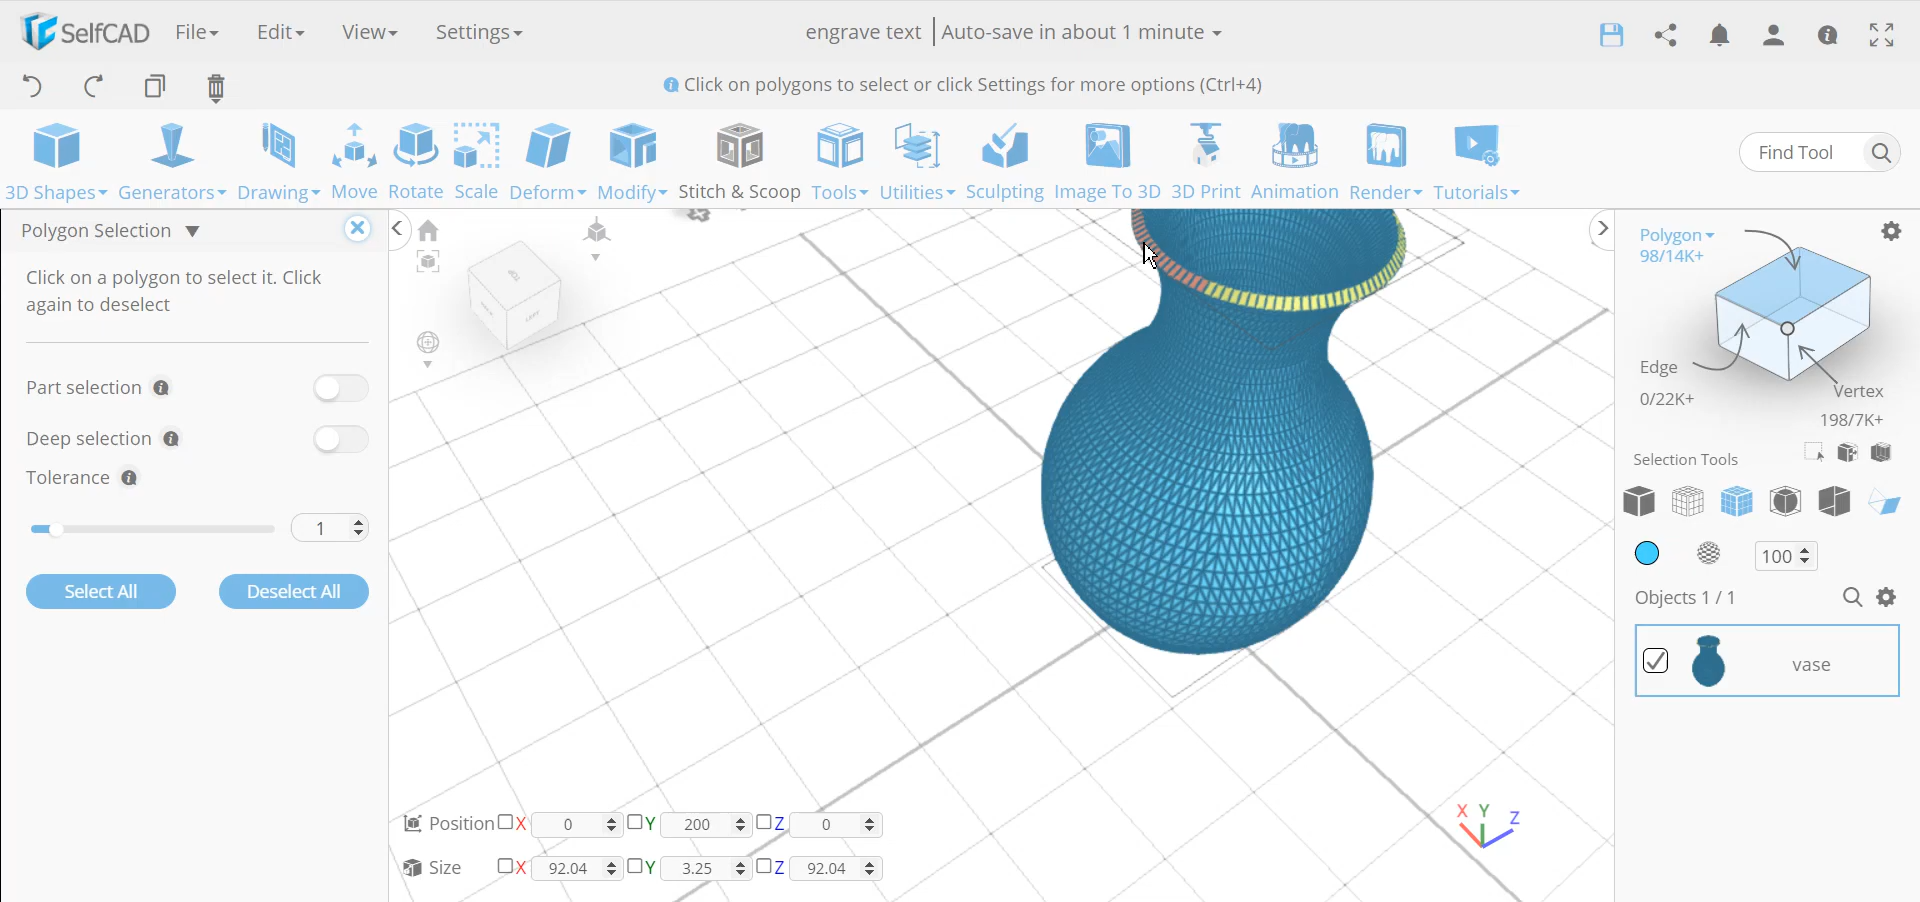 SelfCAD File Edit View Settings engrave text Auto-save in about 1 minute
Click on polygons to select or click Settings for more options (Ctrl+4)
3D Shapes Generators Drawing Move Rotate Scale Deform Modify Stitch & Scoop Tools Utilities Sculpting Image To 3D 3D Print Animation Render Tutorials Find Tool
Polygon Selection
Click on a polygon to select it. Click
again to deselect
Part selection
Deep selection
Tolerance
1
Select All Deselect All
Position X 0 Y 200 Z 0
Size X 92.04 Y 3.25 Z 92.04
X Y Z
Polygon
98/14K+
Edge
0/22K+
Vertex
198/7K+
Selection Tools
100
Objects 1 / 1
vase